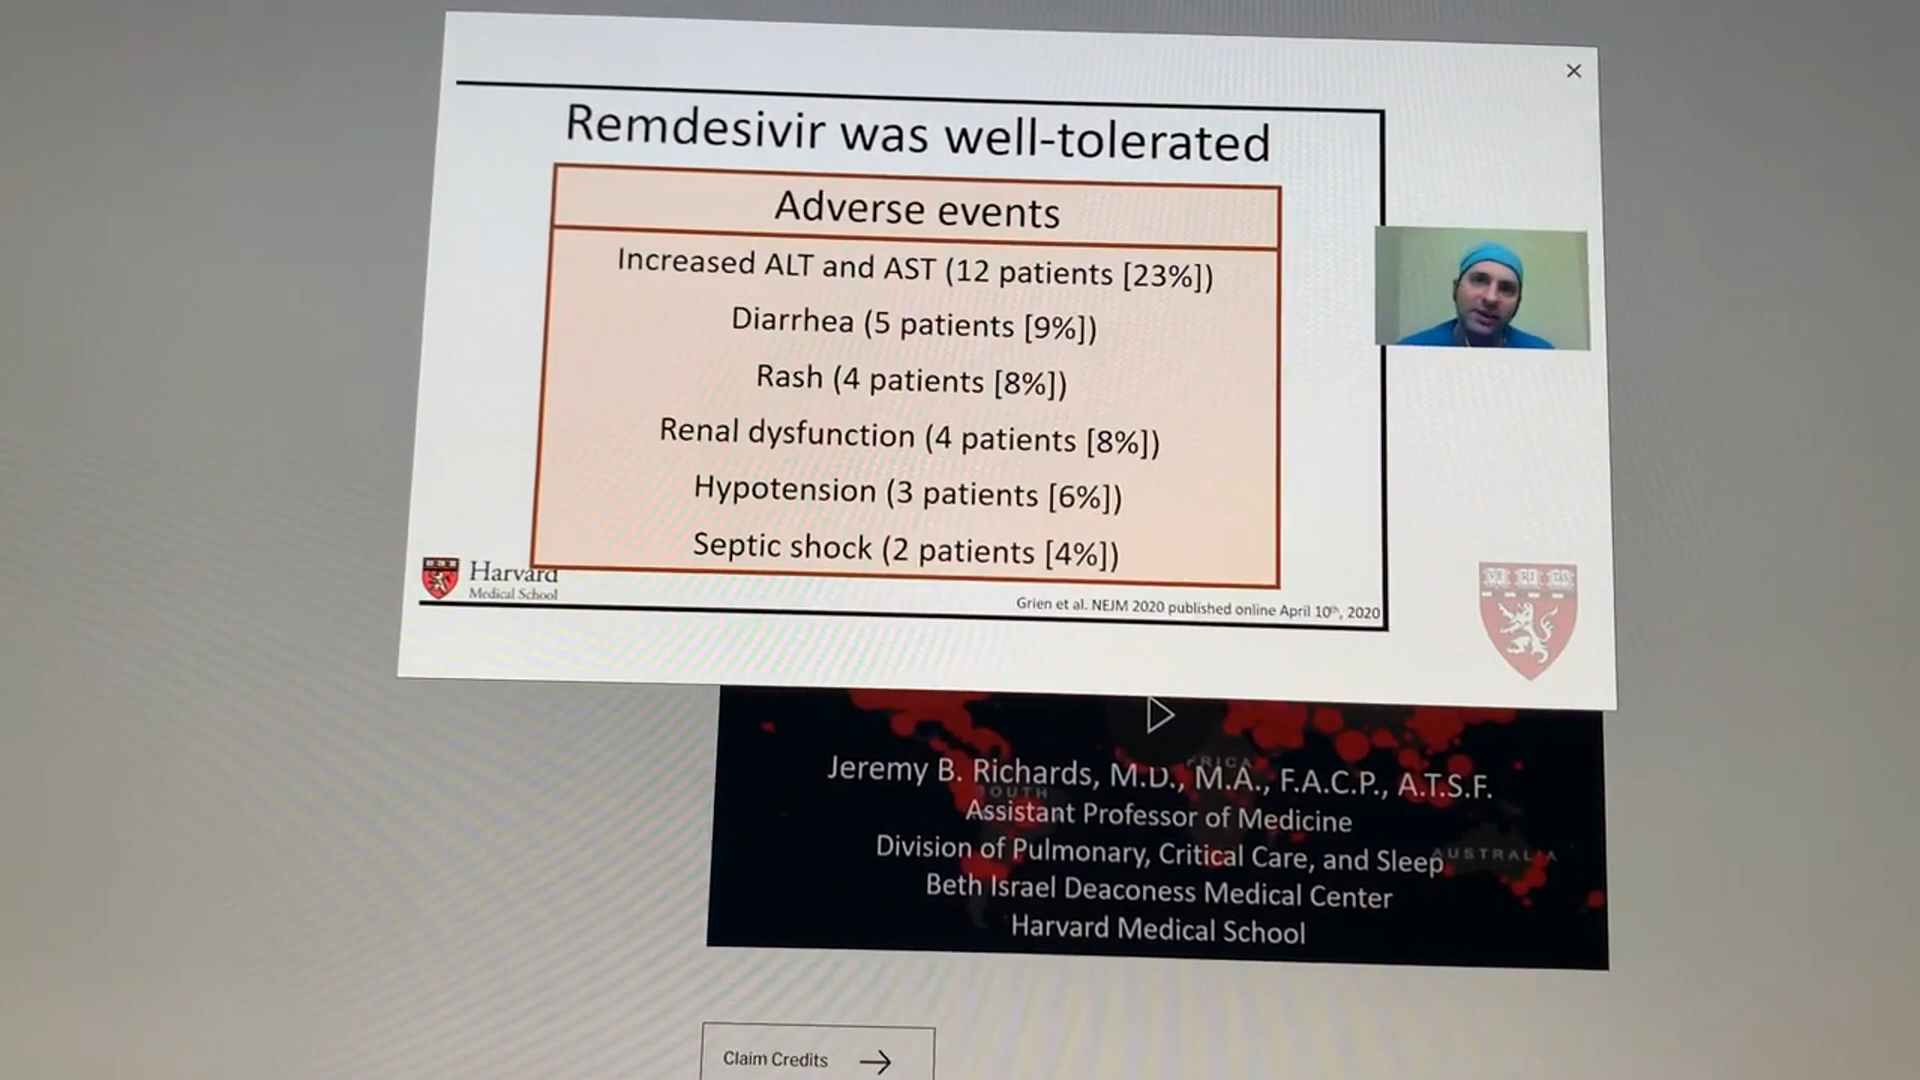 Remdesivir was well-tolerated
Adverse events
Increased ALT and AST (12 patients [23%])
Diarrhea (5 patients [9%])
Rash (4 patients [8%])
Renal dysfunction (4 patients [8%])
Hypotension (3 patients [6%])
Septic shock (2 patients [4%])
Harvard
Medical School
Grien et al. NEJM 2020 published online April 10th, 2020
Jeremy B. Richards, M.D., M.A., F.A.C.P., A.T.S.F.
Assistant Professor of Medicine
Division of Pulmonary, Critical Care, and Sleep
AUSTRALIA
Beth Israel Deaconess Medical Center
Harvard Medical School
Claim Credits